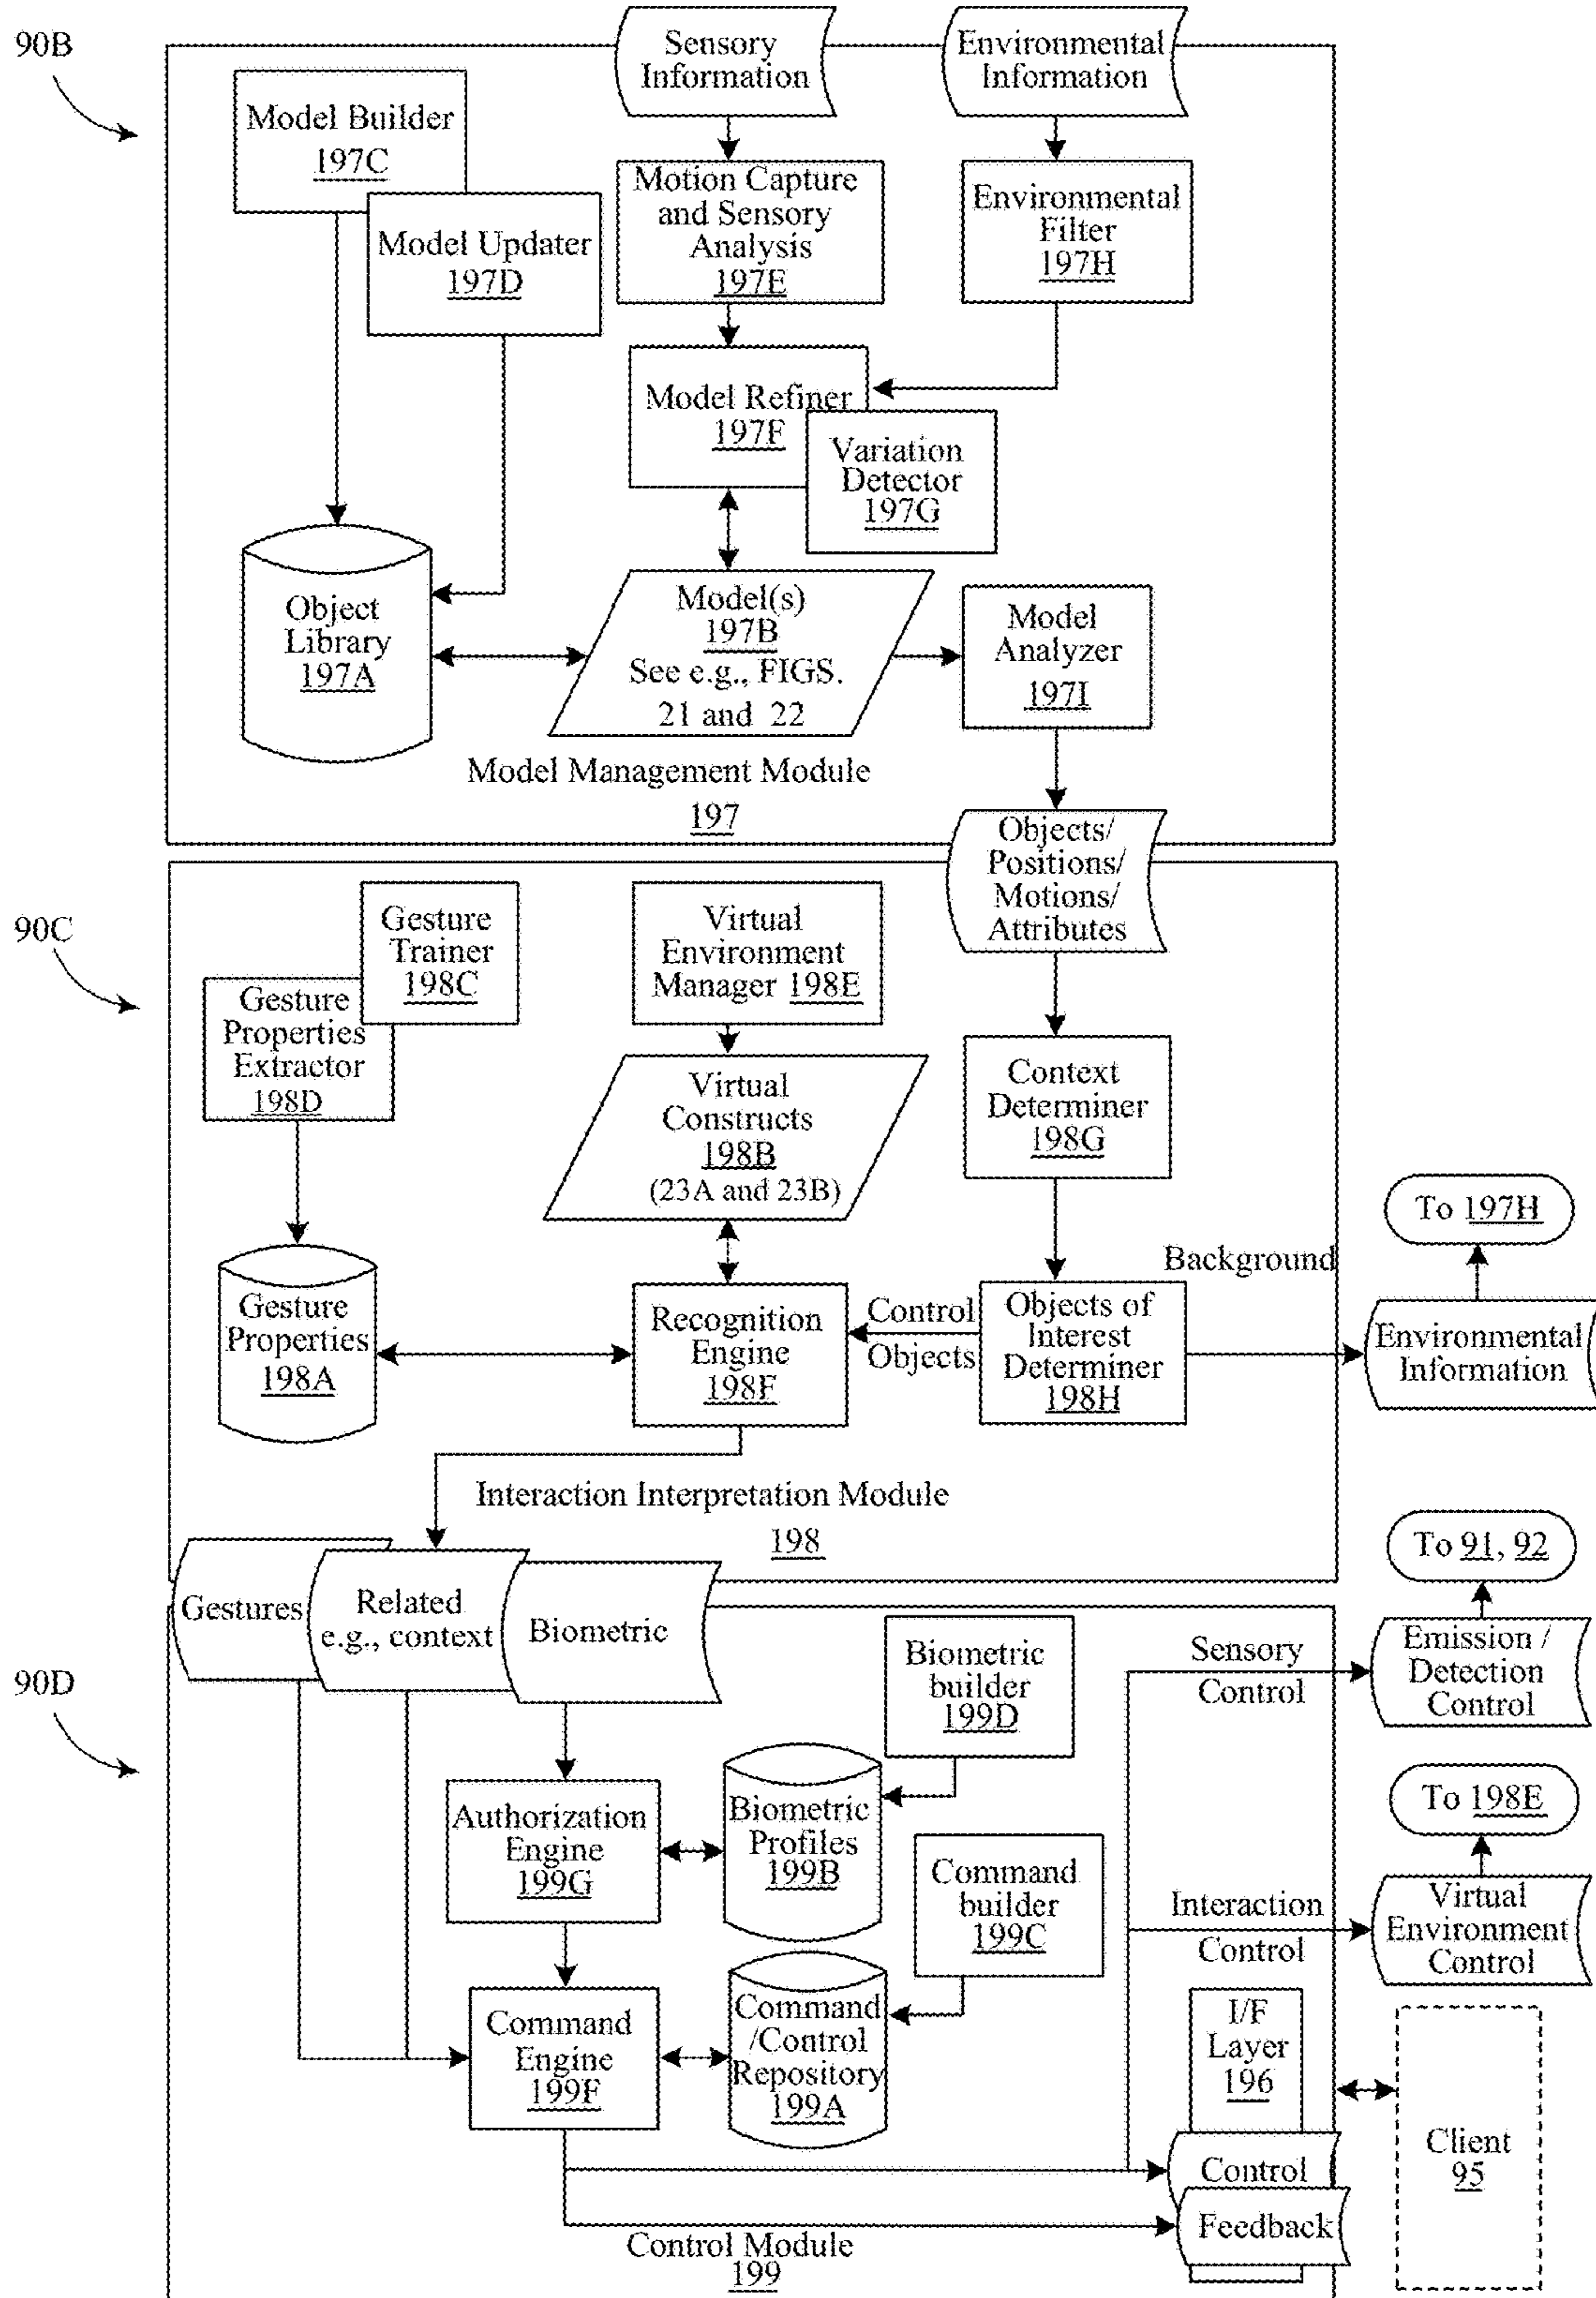 90B
Sensory
Information
Environmental
Information
Model Builder
197C
Model Updater
197D
Motion Capture
and Sensory
Analysis
197E
Environmental
Filter
197H
Model Refiner
197F
Variation
Detector
197G
Object
Library
197A
Model(s)
197B
See e.g., FIGS.
21 and 22
Model
Analyzer
197I
Model Management Module
197
Objects/
Positions/
Motions/
Attributes
90C
Gesture
Trainer
198C
Gesture
Properties
Extractor
198D
Virtual
Environment
Manager 198E
Virtual
Constructs
198B
(23A and 23B)
Context
Determiner
198G
To 197H
Background
Gesture
Properties
198A
Recognition
Engine
198F
Control
Objects
Objects of
Interest
Determiner
198H
Environmental
Information
Interaction Interpretation Module
198
To 91, 92
Gestures
Related
e.g., context
Biometric
90D
Biometric
builder
199D
Sensory
Control
Emission /
Detection
Control
To 198E
Authorization
Engine
199G
Biometric
Profiles
199B
Command
builder
199C
Interaction
Control
Virtual
Environment
Control
Command
Engine
199F
Command
/Control
Repository
199A
I/F
Layer
196
Client
95
Control
Feedback
Control Module
199